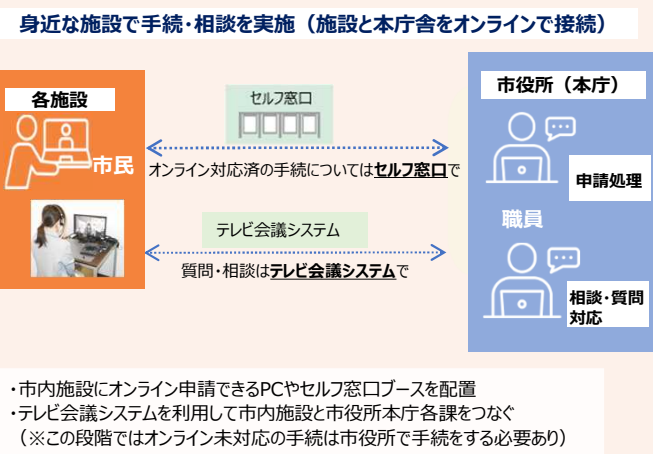 身近な施設で手続・相談を実施（施設と本庁舎をオンラインで接続）
各施設
市民
セルフ窓口
オンライン対応済の手続についてはセルフ窓口で
テレビ会議システム
質問・相談はテレビ会議システムで
市役所（本庁）
申請処理
職員
相談・質問
対応
・市内施設にオンライン申請できるPCやセルフ窓口ブースを配置
・テレビ会議システムを利用して市内施設と市役所本庁各課をつなぐ
（※この段階ではオンライン未対応の手続は市役所で手続をする必要あり）